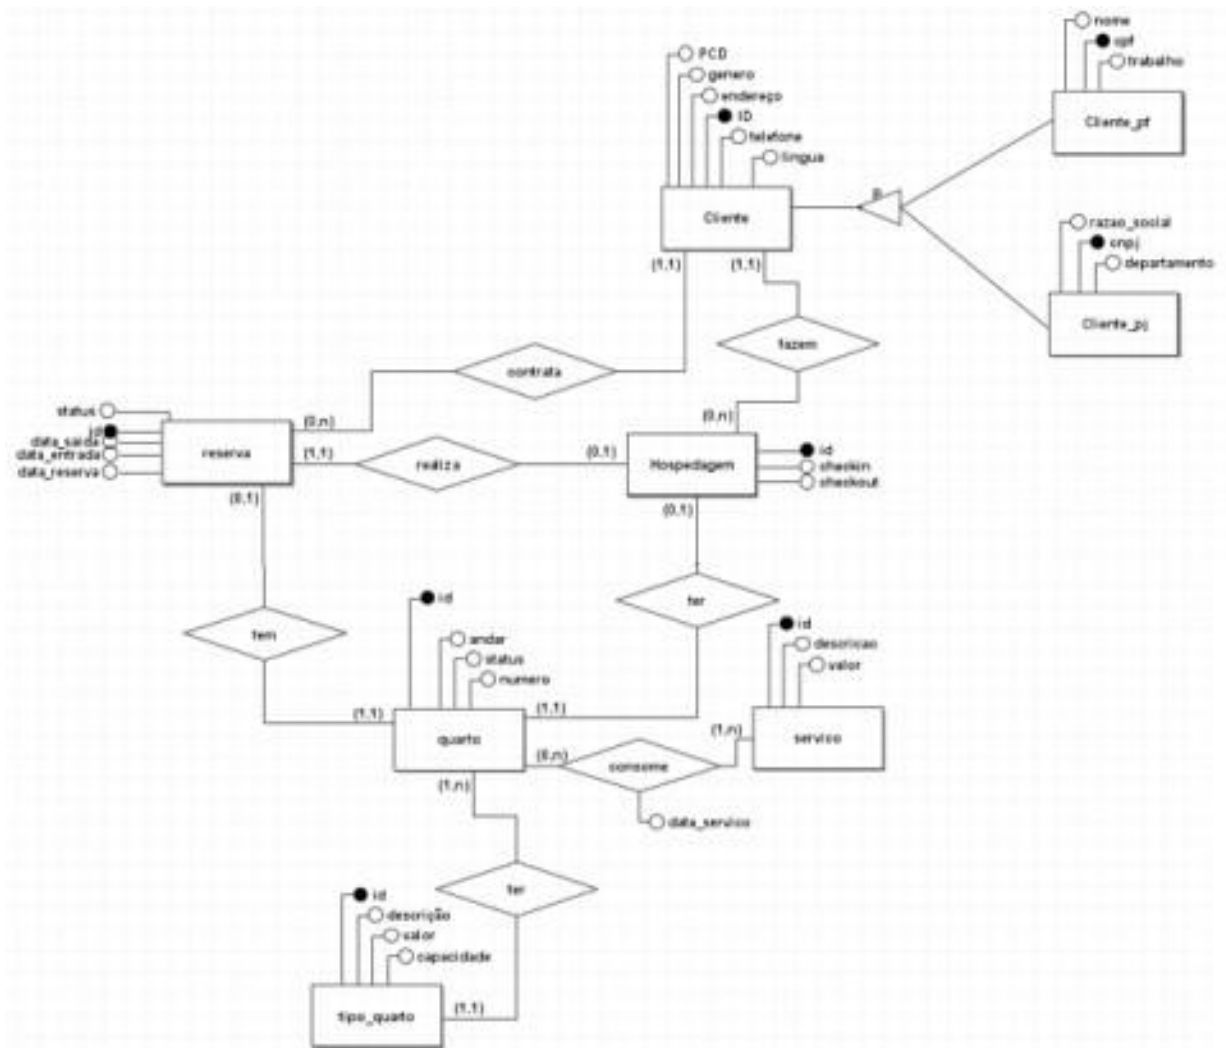 nome
cpf
trabalho
Cliente_pf
PCD
genero
endereço
ID
telefone
lingua
Cliente
p
razao_social
cnpj
departamento
Cliente_pj
(1,1)
(1,1)
fazem
contrata
status
id
data_saida
data_entrada
data_reserva
reserva
(0,n)
(1,1)
realiza
(0,1)
(0,n)
Hospedagem
id
checkin
checkout
(0,1)
(0,1)
id
ter
tem
andar
status
numero
id
descricao
valor
(1,1)
quarto
(1,1)
(0,n)
consome
(1,n)
servico
(1,n)
data_servico
ter
id
descrição
valor
capacidade
tipo_quarto
(1,1)